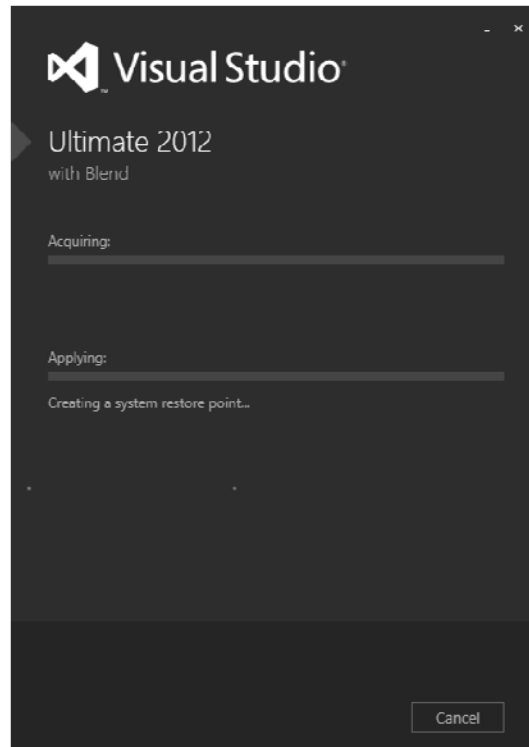 Visual Studio®
Ultimate 2012
with Blend
Acquiring:
Applying:
Creating a system restore point...
Cancel